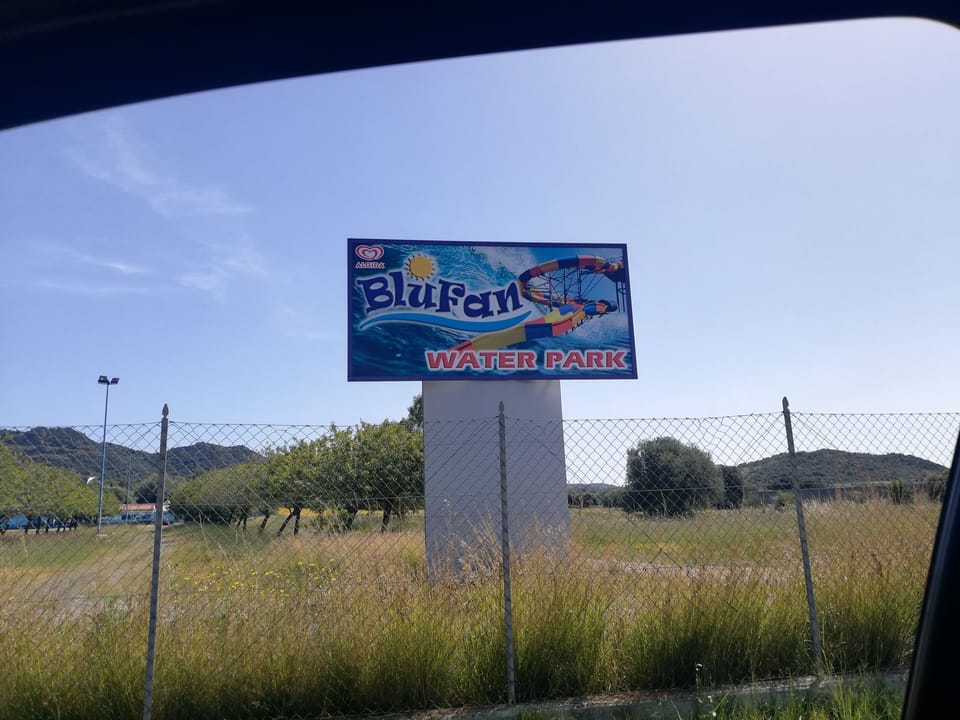 ALGIDA
BluFan
WATER PARK